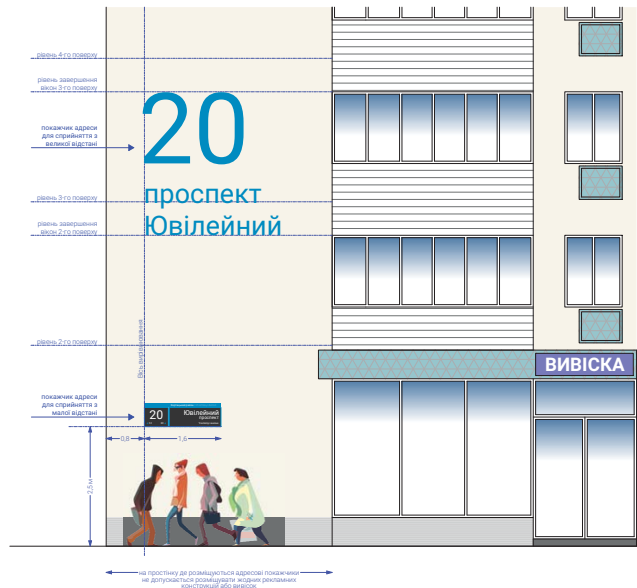 рівень 4-го поверху
рівень завершення
вікон 3-го поверху
20
покажчик адреси
для сприйняття з
великої відстані
проспект
Ювілейний
рівень 3-го поверху
рівень завершення
вікон 2-го поверху
Вісь вирівнювання
рівень 2-го поверху
ВИВІСКА
покажчик адреси
для сприйняття з
малої відстані
20
Ювілейний
проспект
0,8
1,6
2,5 м
на простінку де розміщуються адресові покажчики
не допускається розміщувати жодних рекламних
конструкцій або вивісок